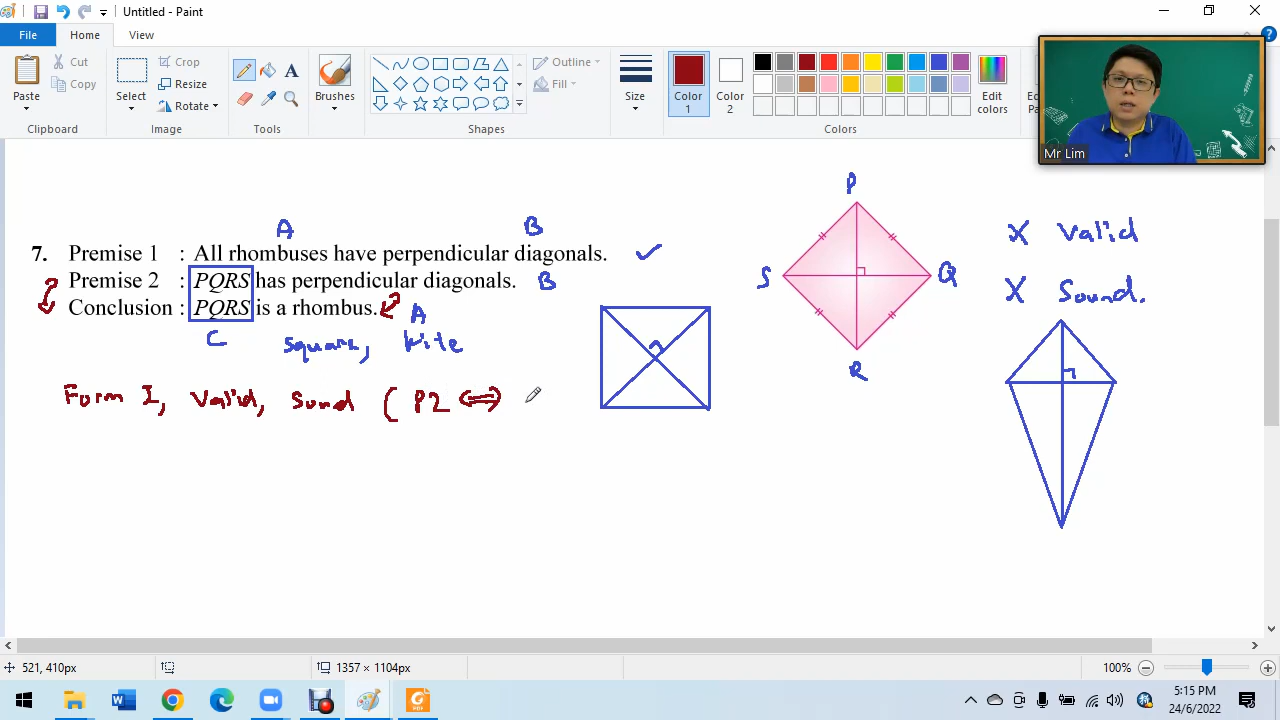 Untitled - Paint
File
Home
View
Paste
Cut
Copy
Clipboard
Select
Crop
Resize
Rotate
Image
A
Tools
Brushes
Shapes
Outline
Fill
Size
Color
1
Color
2
Colors
Edit
colors
Ed
Pa
Mr Lim
A
B
7. Premise 1 : All rhombuses have perpendicular diagonals.
Premise 2 : PQRS has perpendicular diagonals. B
Conclusion : PQRS is a rhombus. A
C square, kite
Form I, Valid, Sound ( P2 ⇔
P
S
Q
R
X Valid
X Sound.
521, 410px
1357 × 1104px
100%
W
PDF
5:15 PM
24/6/2022